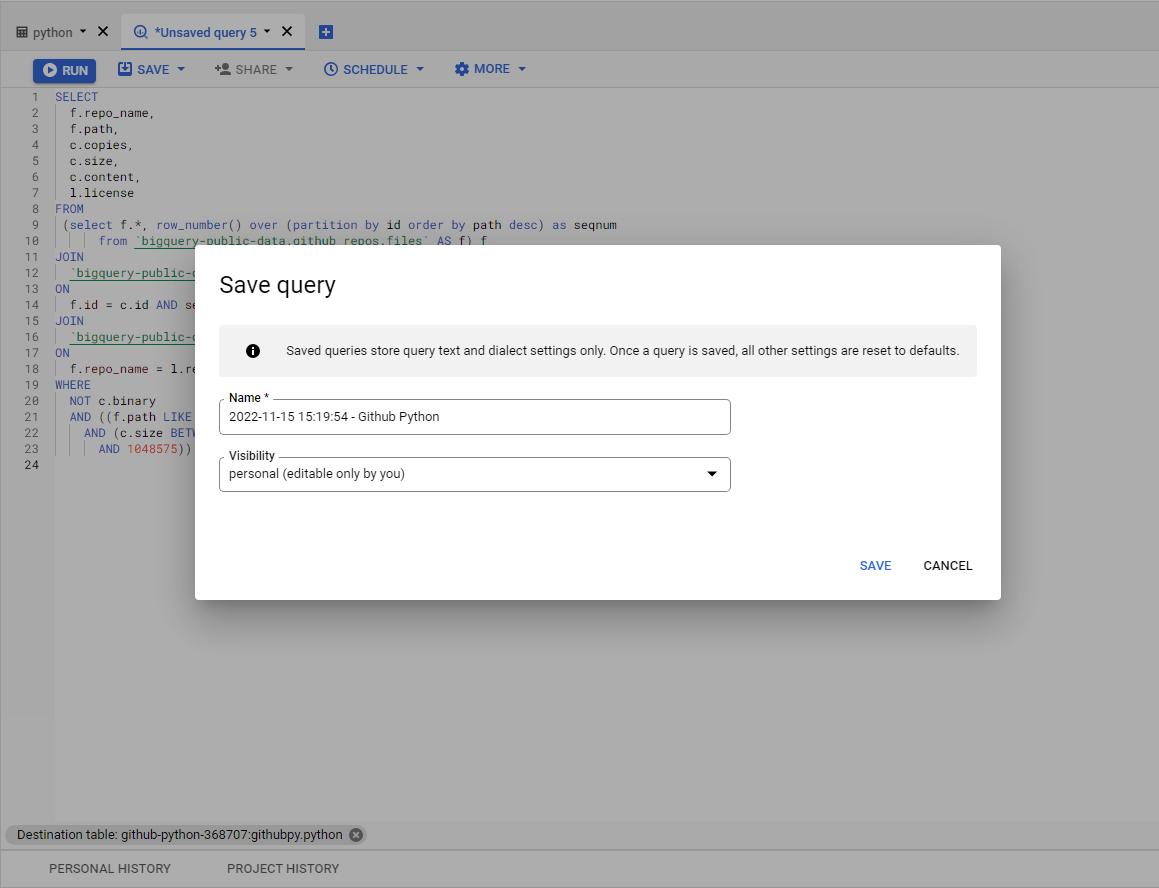 python
*Unsaved query 5
RUN SAVE SHARE SCHEDULE MORE
1 SELECT
2 f.repo_name,
3 f.path,
4 c.copies,
5 c.size,
6 c.content,
7 l.license
8 FROM
9 (select f.*, row_number() over (partition by id order by path desc) as seqnum
10 from `bigquery-public-data.github_repos.files` AS f) f
11 JOIN
12 `bigquery-public-
13 ON
14 f.id = c.id AND se
15 JOIN
16 `bigquery-public-
17 ON
18 f.repo_name = l.re
19 WHERE
20 NOT c.binary
21 AND ((f.path LIKE
22 AND (c.size BETW
23 AND 1048575))
24
Save query
Saved queries store query text and dialect settings only. Once a query is saved, all other settings are reset to defaults.
Name *
2022-11-15 15:19:54 - Github Python
Visibility
personal (editable only by you)
SAVE CANCEL
Destination table: github-python-368707:githubpy.python
PERSONAL HISTORY PROJECT HISTORY